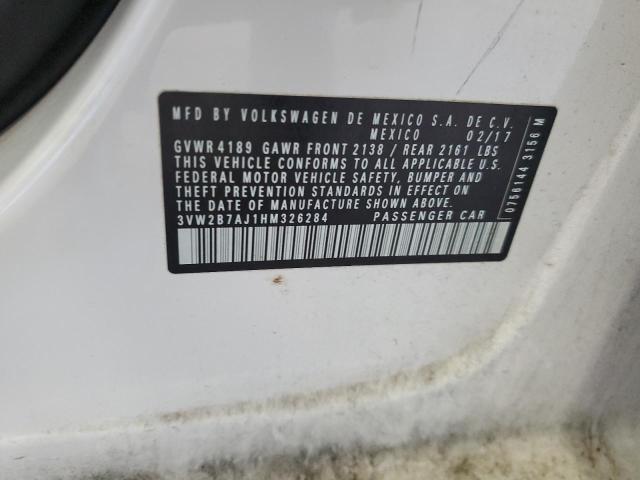 MFD BY VOLKSWAGEN DE MEXICO S.A. DE C.V.
MEXICO 02/17
GVWR 4189 GAWR FRONT 2138 / REAR 2161 LBS
THIS VEHICLE CONFORMS TO ALL APPLICABLE U.S.
FEDERAL MOTOR VEHICLE SAFETY, BUMPER AND
THEFT PREVENTION STANDARDS IN EFFECT ON
THE DATE OF MANUFACTURE SHOWN ABOVE.
3VW2B7AJ1HM326284 PASSENGER CAR
0756144 3156 M